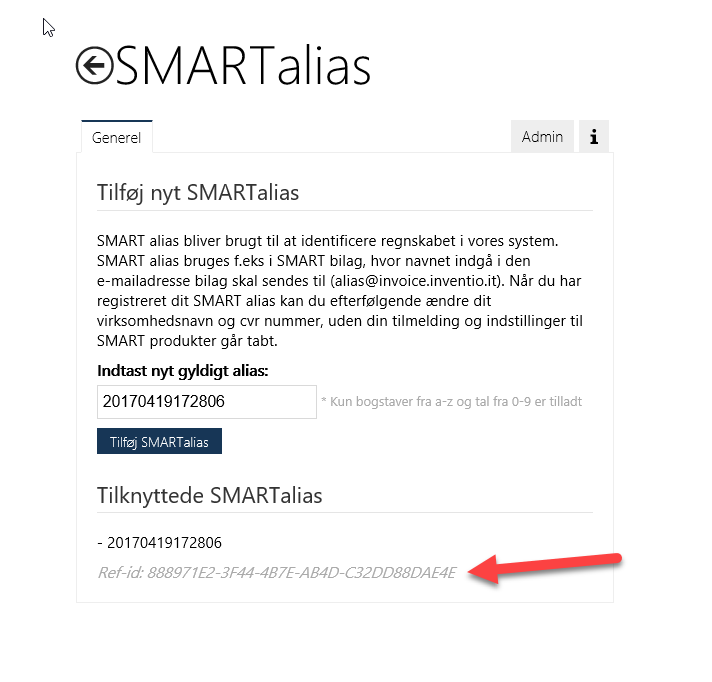 SMARTalias
Generel
Admin
i
Tilføj nyt SMARTalias
SMART alias bliver brugt til at identificere regnskabet i vores system.
SMART alias bruges f.eks i SMART bilag, hvor navnet indgå i den
e-mailadresse bilag skal sendes til (alias@invoice.inventio.it). Når du har
registreret dit SMART alias kan du efterfølgende ændre dit
virksomhedsnavn og cvr nummer, uden din tilmelding og indstillinger til
SMART produkter går tabt.
Indtast nyt gyldigt alias:
20170419172806 * Kun bogstaver fra a-z og tal fra 0-9 er tilladt
Tilføj SMARTalias
Tilknyttede SMARTalias
- 20170419172806
Ref-id: 888971E2-3F44-4B7E-AB4D-C32DD88DAE4E